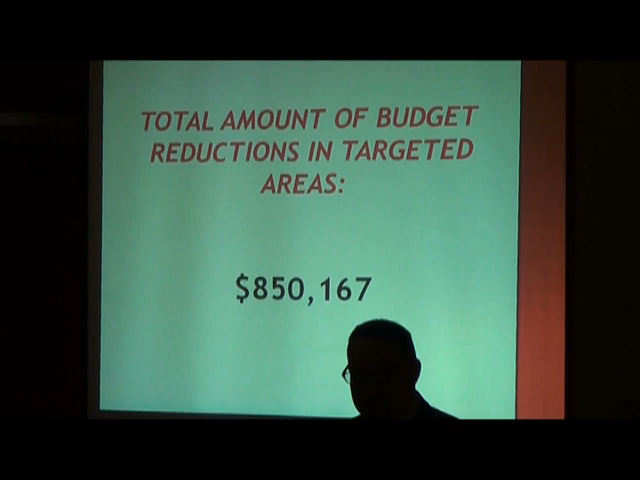 TOTAL AMOUNT OF BUDGET
REDUCTIONS IN TARGETED
AREAS:
$850,167